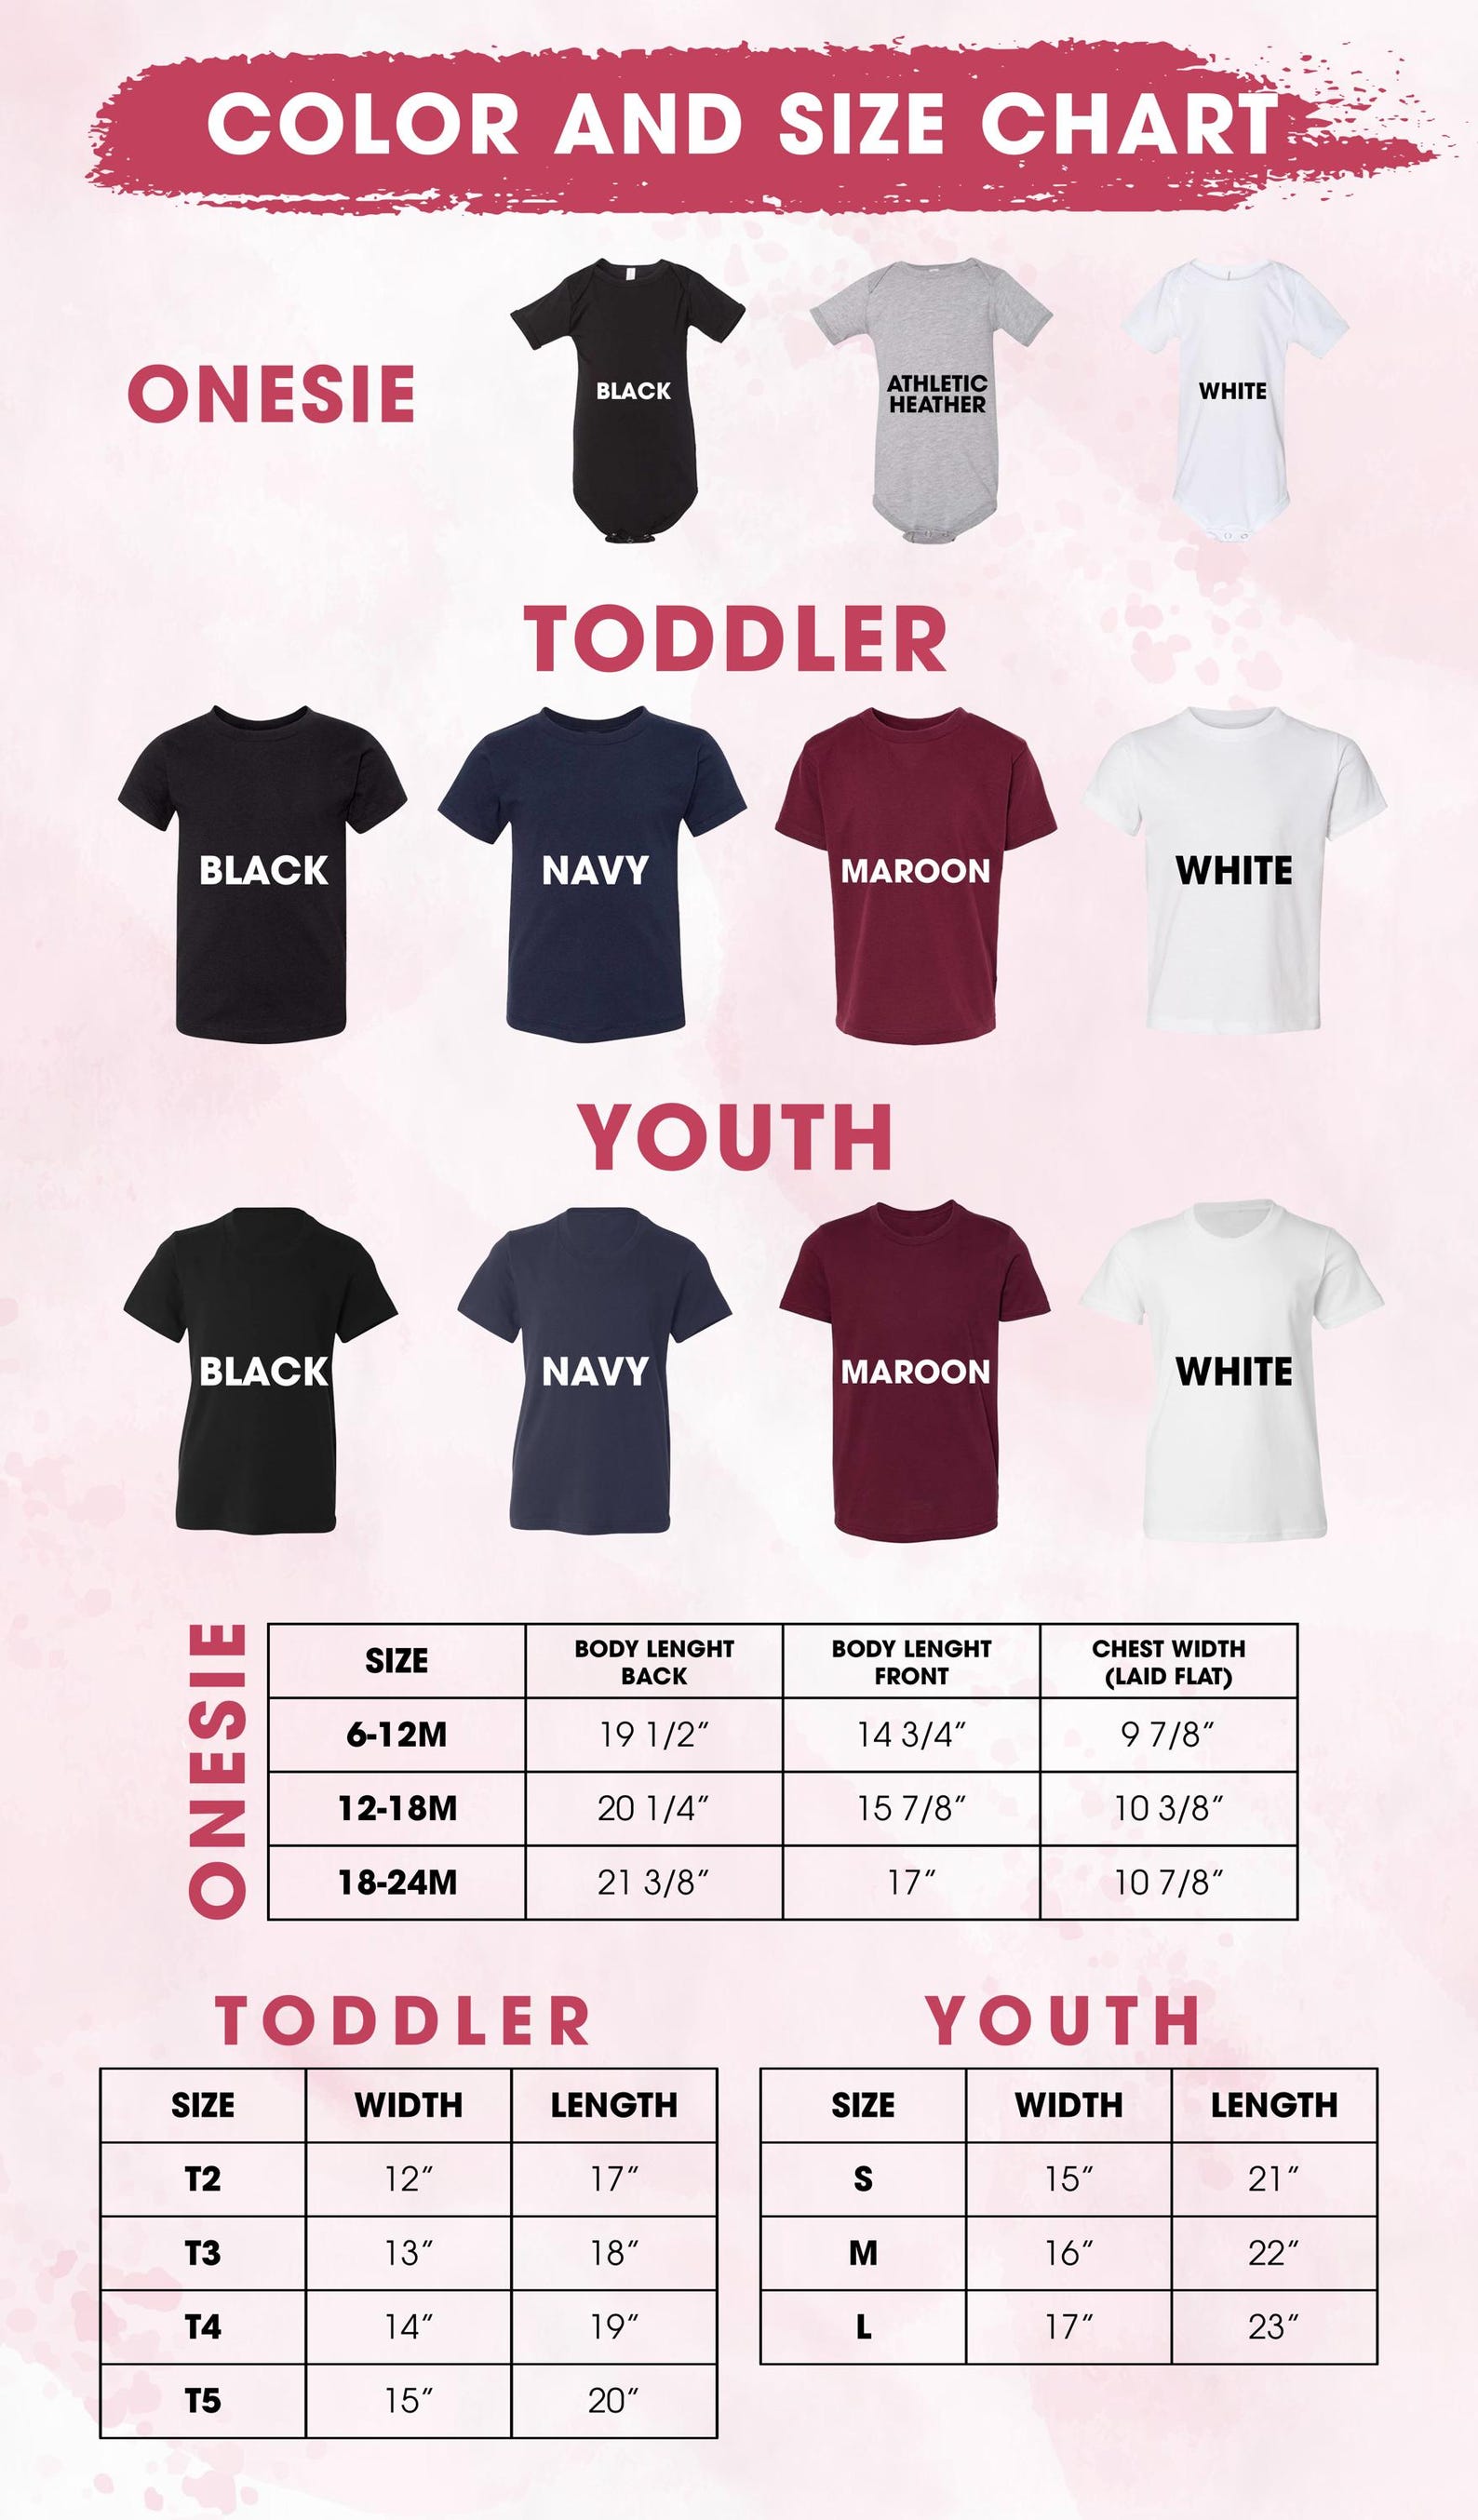 COLOR AND SIZE CHART
ONESIE
BLACK
ATHLETIC
HEATHER
WHITE
TODDLER
BLACK
NAVY
MAROON
WHITE
YOUTH
BLACK
NAVY
MAROON
WHITE
ONESIE
SIZE BODY LENGHT BACK BODY LENGHT FRONT CHEST WIDTH (LAID FLAT)
6-12M 19 1/2" 14 3/4" 9 7/8"
12-18M 20 1/4" 15 7/8" 10 3/8"
18-24M 21 3/8" 17" 10 7/8"
TODDLER
SIZE WIDTH LENGTH
T2 12" 17"
T3 13" 18"
T4 14" 19"
T5 15" 20"
YOUTH
SIZE WIDTH LENGTH
S 15" 21"
M 16" 22"
L 17" 23"